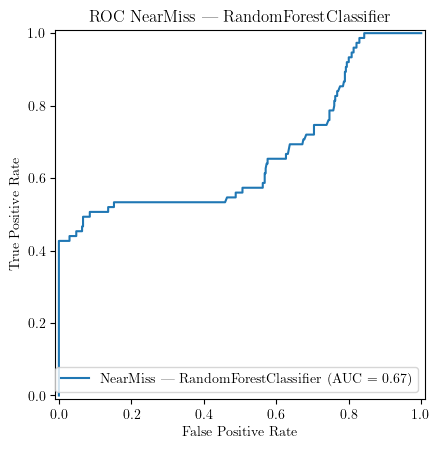 ROC NearMiss — RandomForestClassifier
1.0
0.8
0.6
0.4
0.2
0.0
True Positive Rate
NearMiss — RandomForestClassifier (AUC = 0.67)
0.0 0.2 0.4 0.6 0.8 1.0
False Positive Rate